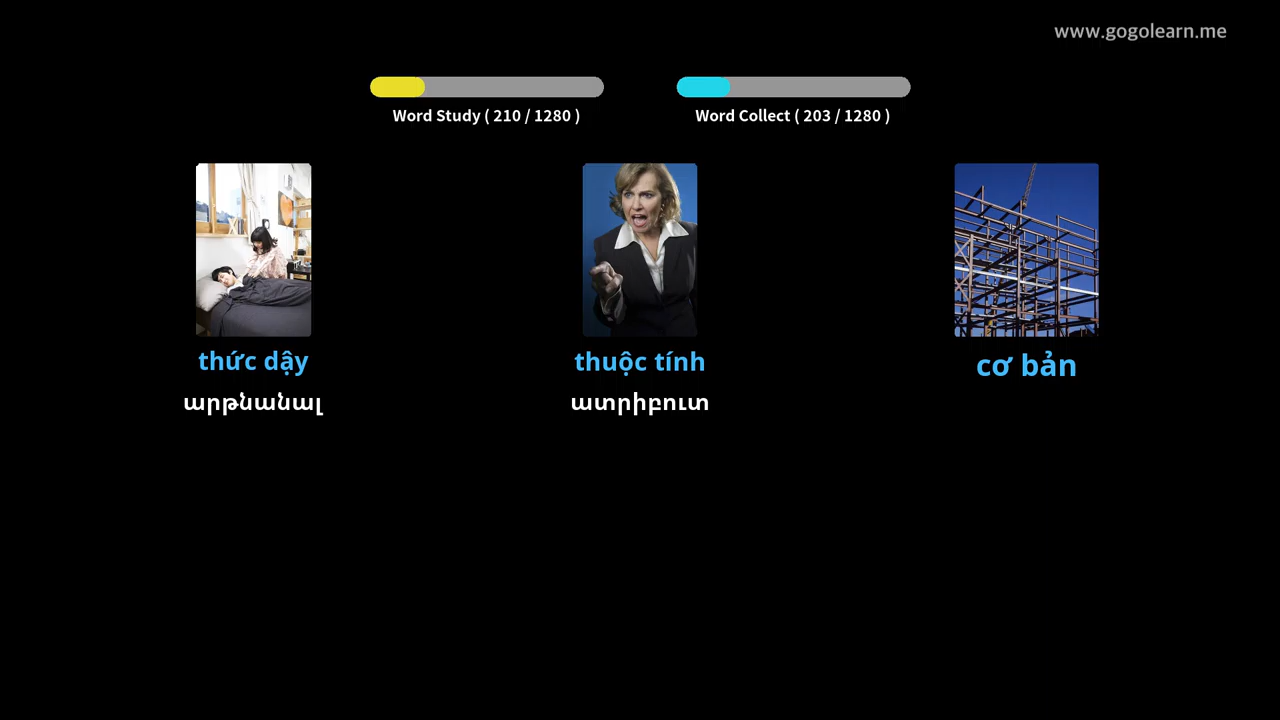 www.gogolearn.me
Word Study ( 210 / 1280 )
Word Collect ( 203 / 1280 )
thức dậy
thuộc tính
cơ bản
արթնանալ
ատրիբուտ